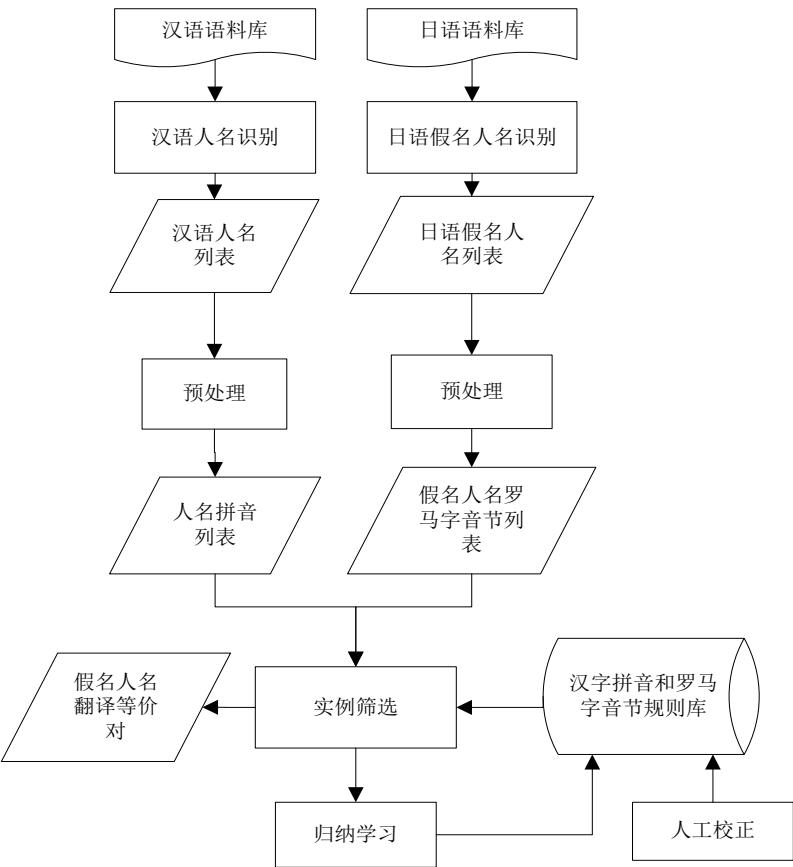 汉语语料库
日语语料库
汉语人名识别
日语假名人名识别
汉语人名
列表
日语假名人
名列表
预处理
预处理
人名拼音
列表
假名人名罗
马字音节列
表
假名人名
翻译等价
对
实例筛选
汉字拼音和罗马
字音节规则库
归纳学习
人工校正